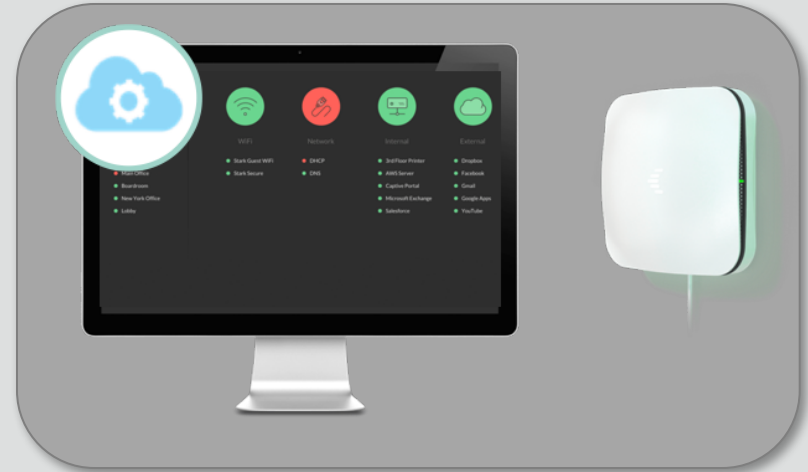 WiFi
Network
Internal
External
Main Office
Boardroom
New York Office
Lobby
Stark Guest WiFi
Stark Secure
DHCP
DNS
3rd Floor Printer
AWS Server
Captive Portal
Microsoft Exchange
Salesforce
Dropbox
Facebook
Gmail
Google Apps
YouTube